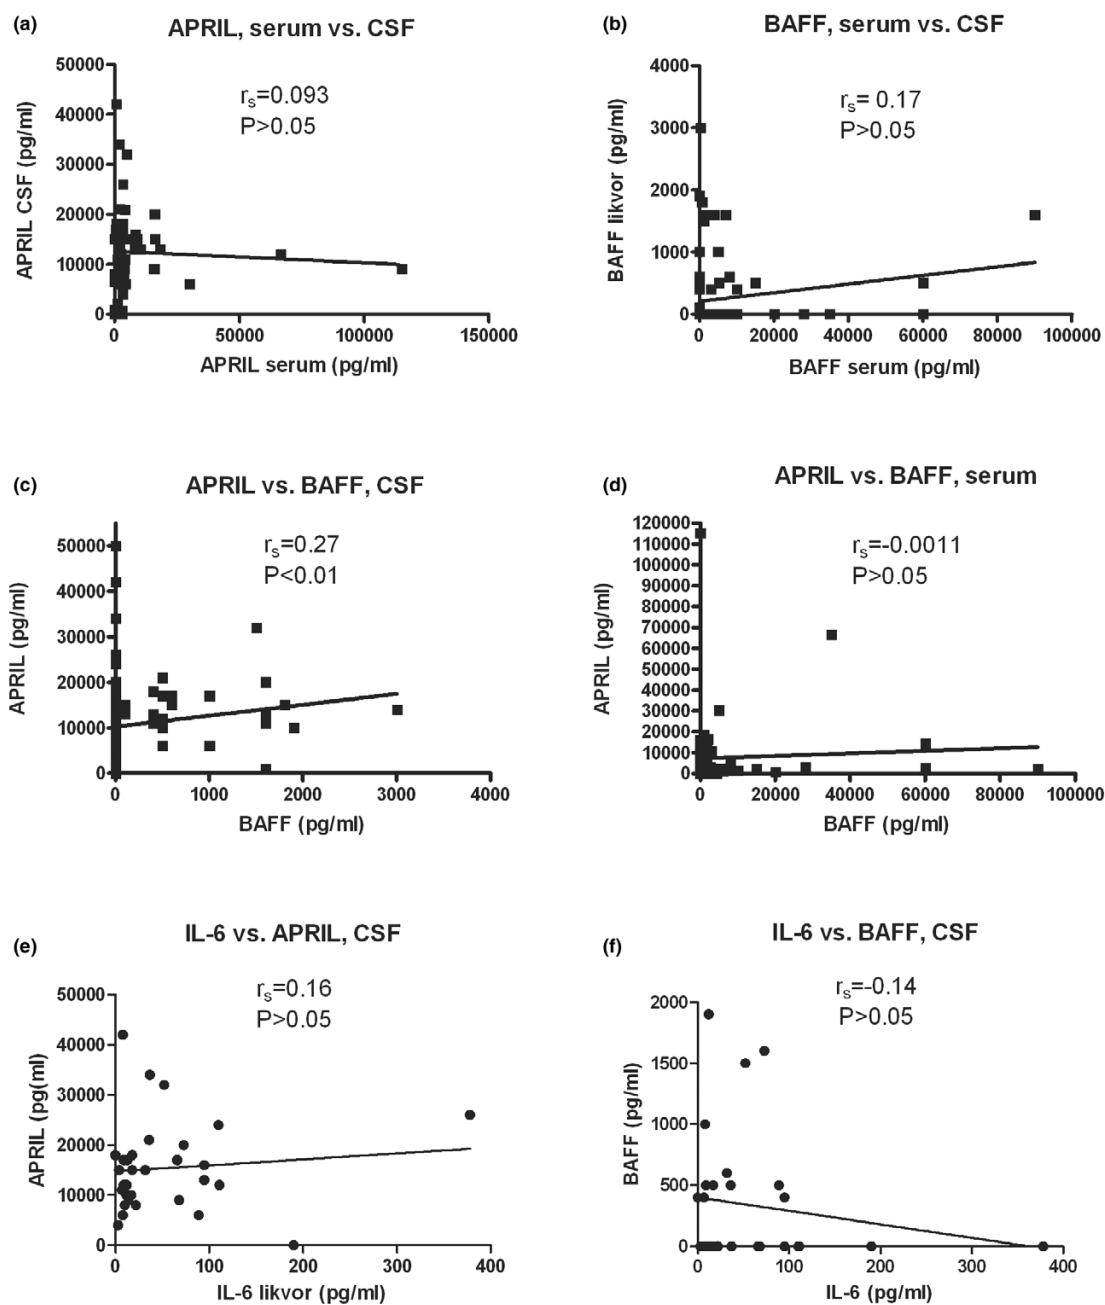 (a)
APRIL, serum vs. CSF
rs=0.093
P>0.05
APRIL CSF (pg/ml)
50000
40000
30000
20000
10000
0
0 50000 100000 150000
APRIL serum (pg/ml)
(b)
BAFF, serum vs. CSF
rs= 0.17
P>0.05
BAFF likvor (pg/ml)
4000
3000
2000
1000
0
0 20000 40000 60000 80000 100000
BAFF serum (pg/ml)
(c)
APRIL vs. BAFF, CSF
rs=0.27
P<0.01
APRIL (pg/ml)
50000
40000
30000
20000
10000
0
0 1000 2000 3000 4000
BAFF (pg/ml)
(d)
APRIL vs. BAFF, serum
rs=-0.0011
P>0.05
APRIL (pg/ml)
120000
110000
100000
90000
80000
70000
60000
50000
40000
30000
20000
10000
0
0 20000 40000 60000 80000 100000
BAFF (pg/ml)
(e)
IL-6 vs. APRIL, CSF
rs=0.16
P>0.05
APRIL (pg(ml)
50000
40000
30000
20000
10000
0
0 100 200 300 400
IL-6 likvor (pg/ml)
(f)
IL-6 vs. BAFF, CSF
rs=-0.14
P>0.05
BAFF (pg/ml)
2000
1500
1000
500
0
0 100 200 300 400
IL-6 (pg/ml)